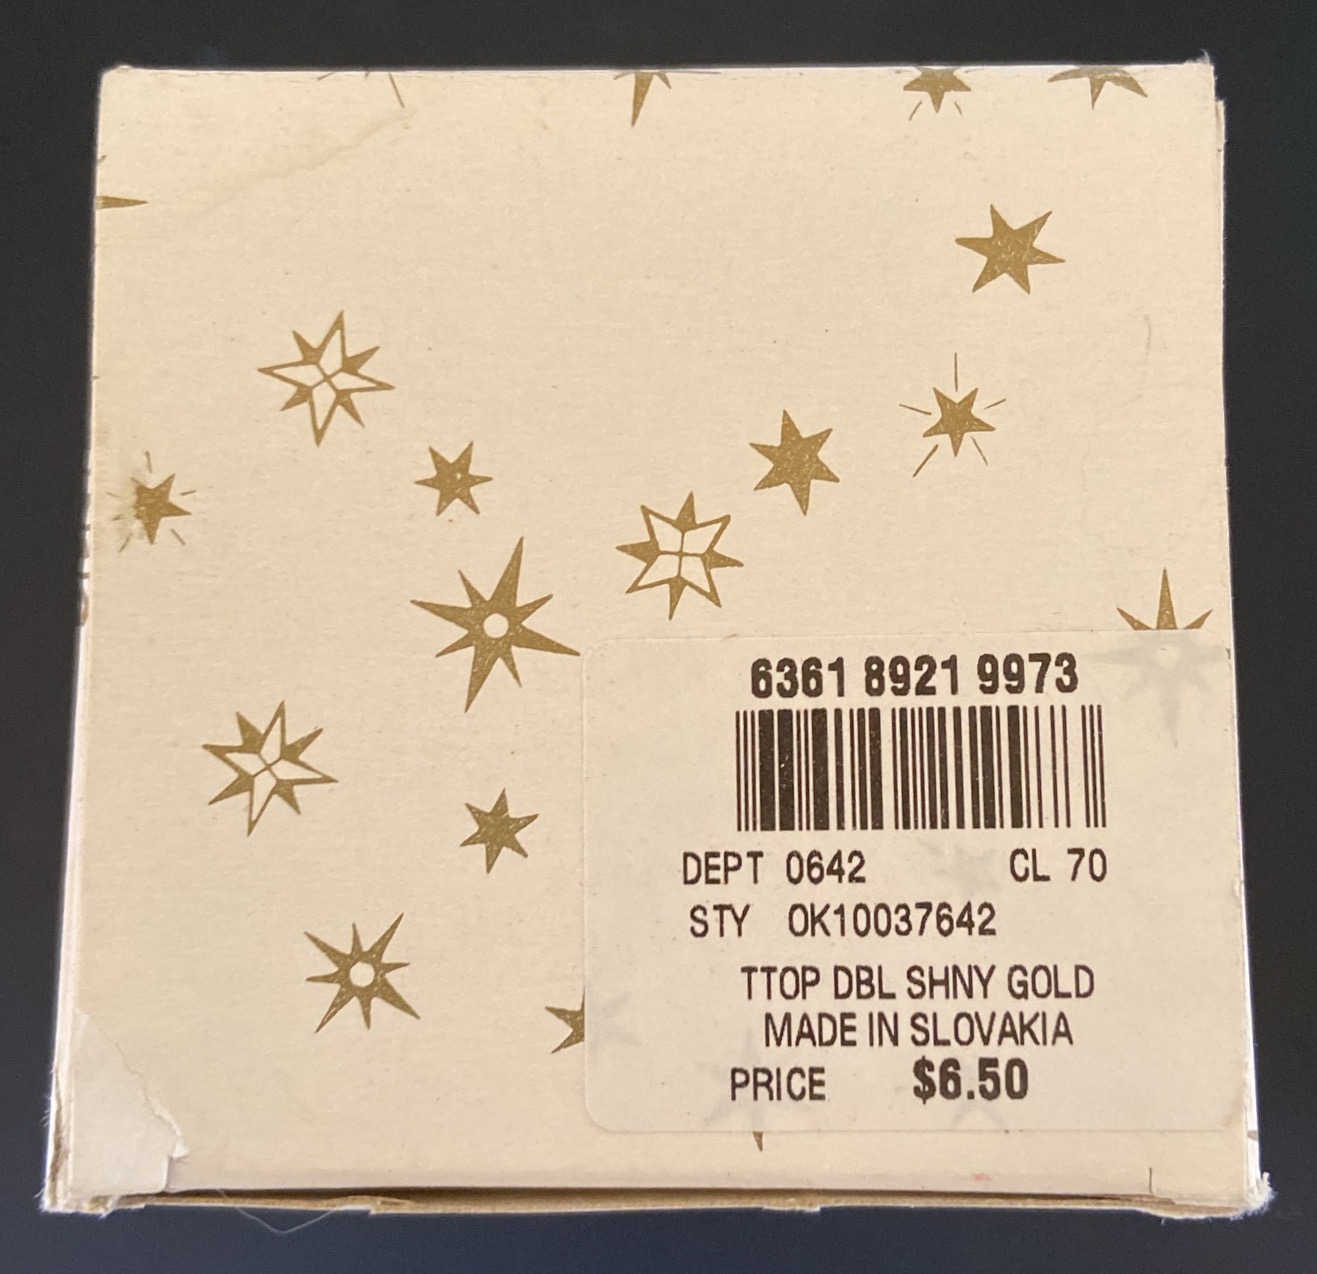 6361 8921 9973
DEPT 0642 CL 70
STY OK10037642
TTOP DBL SHNY GOLD
MADE IN SLOVAKIA
PRICE $6.50